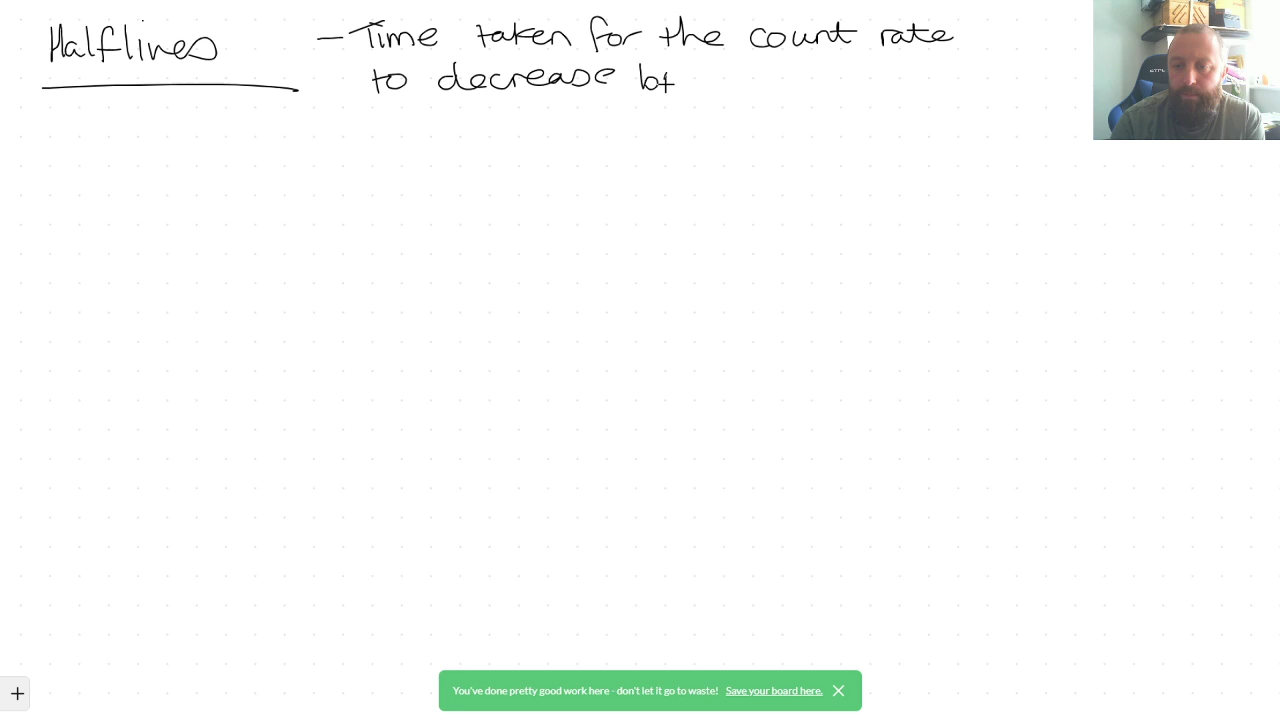 Halflines – Time taken for the count rate
to decrease by
You've done pretty good work here - don't let it go to waste! Save your board here.